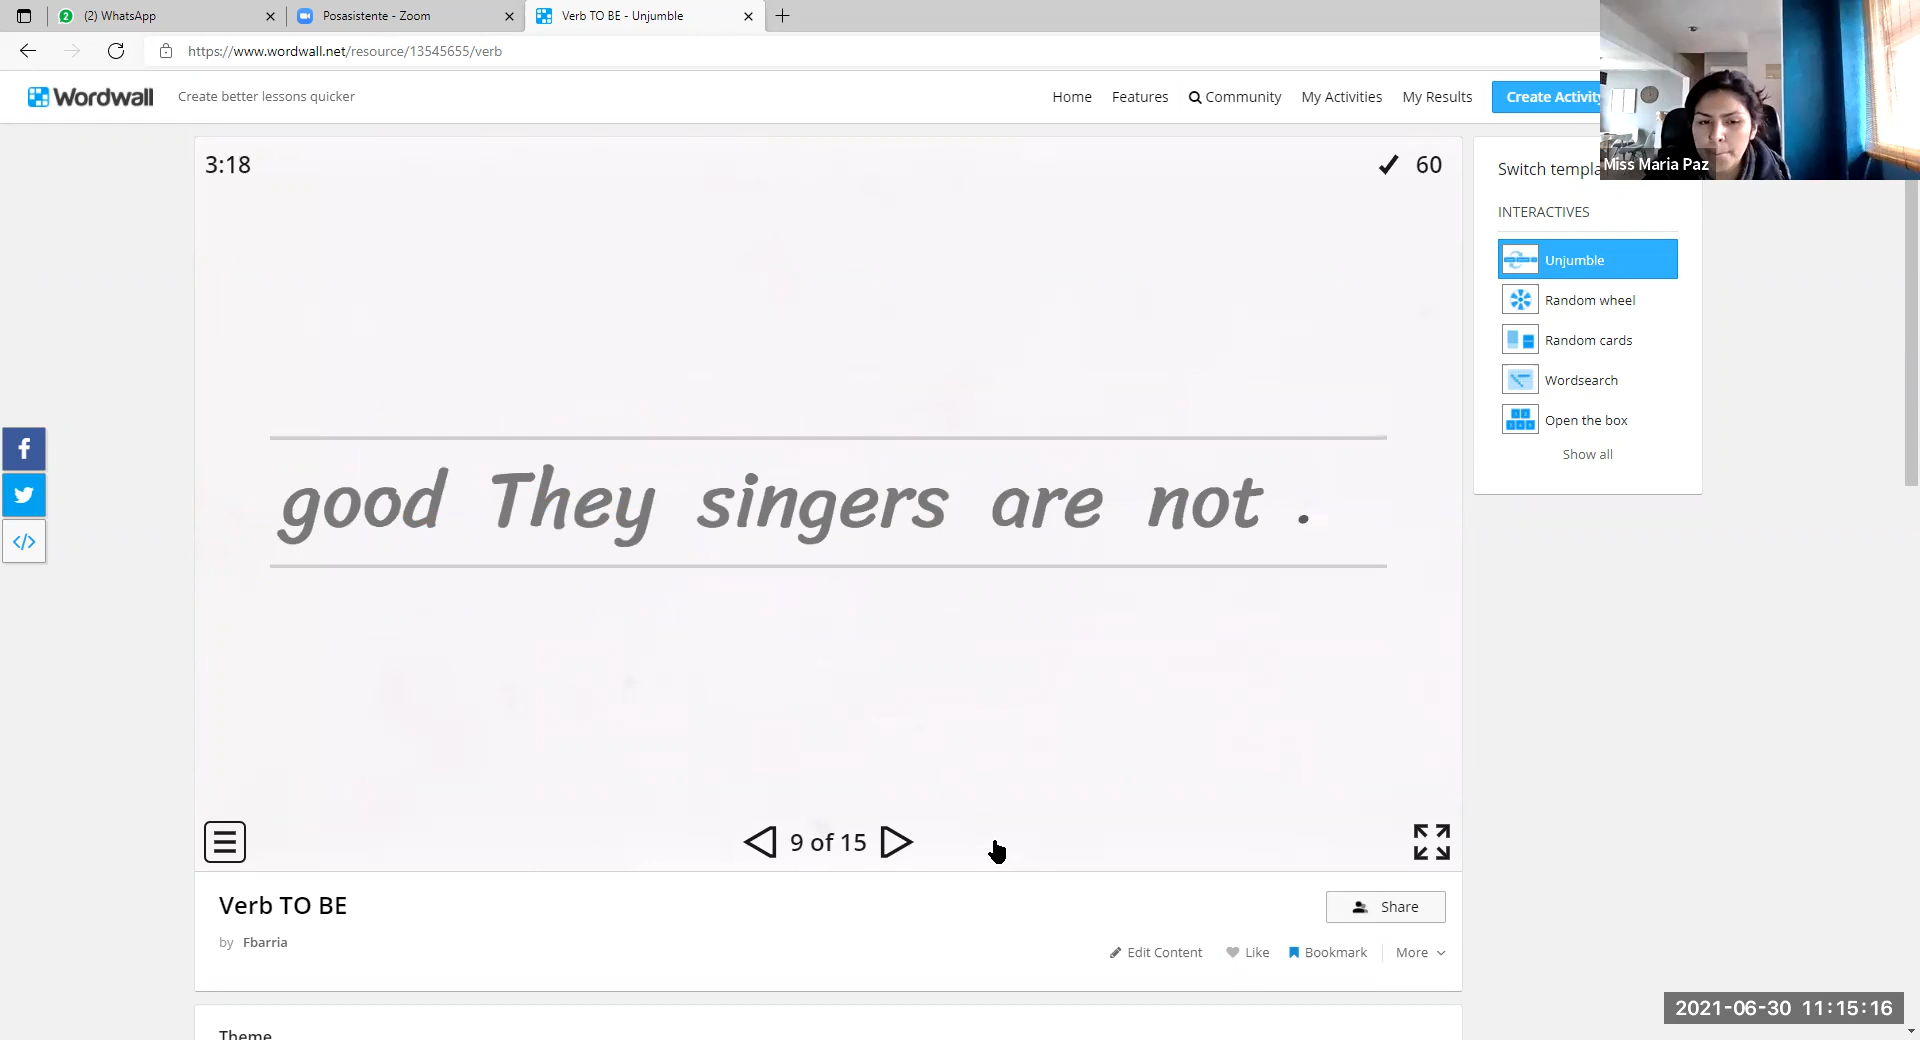 (2) WhatsApp
Posasistente - Zoom
Verb TO BE - Unjumble
https://www.wordwall.net/resource/13545655/verb
Wordwall
Create better lessons quicker
Home
Features
Community
My Activities
My Results
Create Activity
Miss Maria Paz
3:18
60
Switch templa
INTERACTIVES
Unjumble
Random wheel
Random cards
Wordsearch
Open the box
Show all
good They singers are not .
9 of 15
Verb TO BE
Share
by Fbarria
Edit Content
Like
Bookmark
More
2021-06-30 11:15:16
Theme